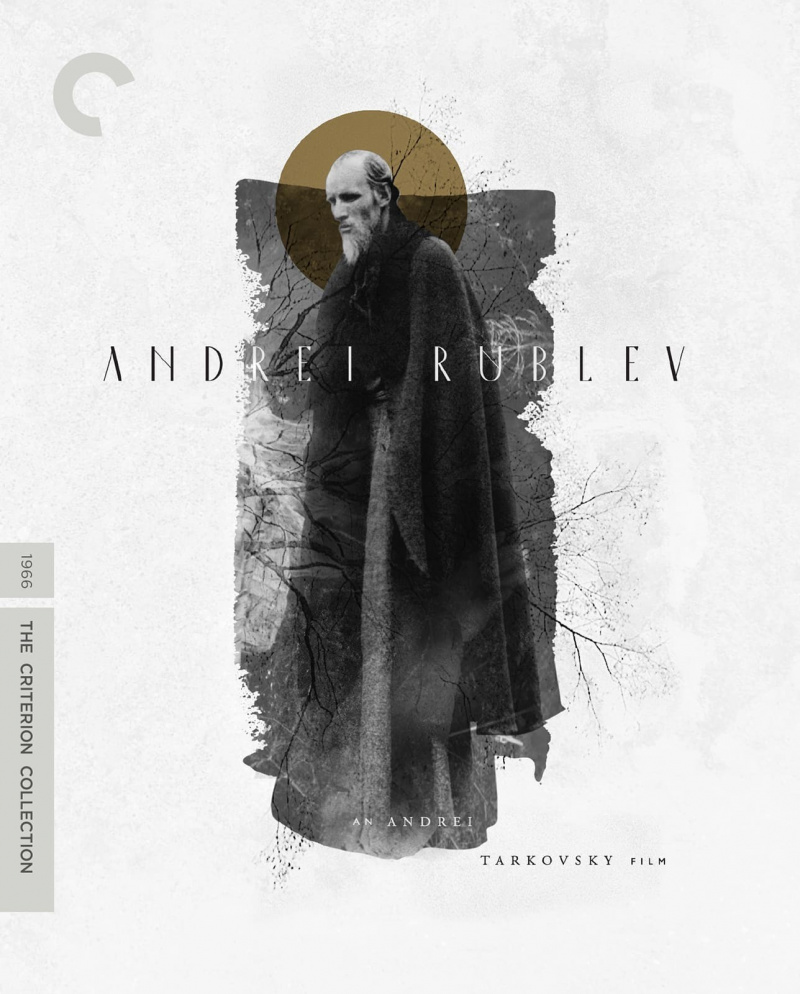 ANDREI RUBLEV
1966
THE CRITERION COLLECTION
AN ANDREI
TARKOVSKY FILM